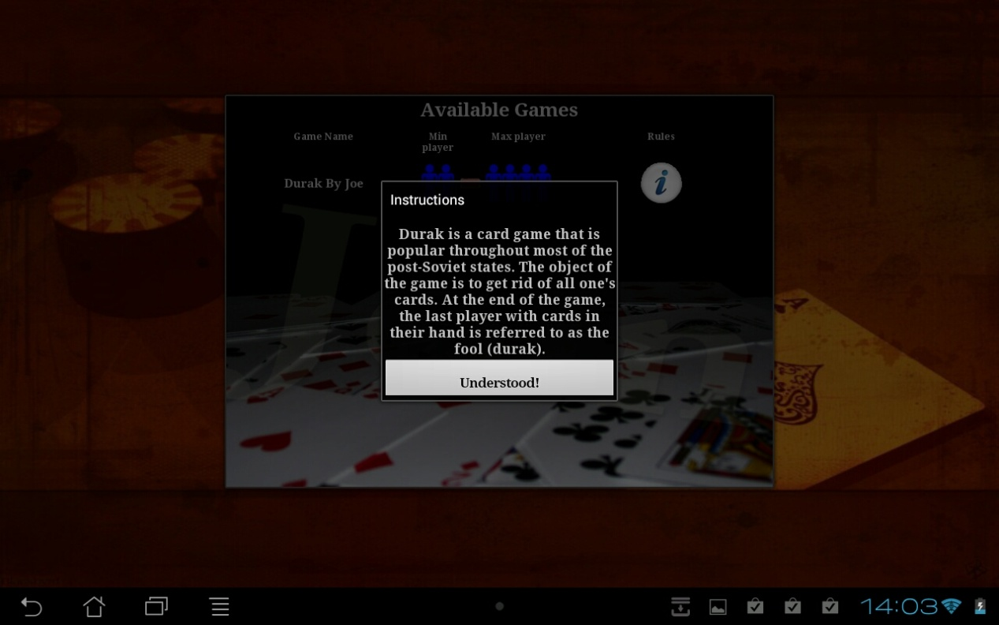 Available Games
Game Name
Min
player
Max player
Rules
Durak By Joe
i
Instructions
Durak is a card game that is
popular throughout most of the
post-Soviet states. The object of
the game is to get rid of all one's
cards. At the end of the game,
the last player with cards in
their hand is referred to as the
fool (durak).
Understood!
A
14:03